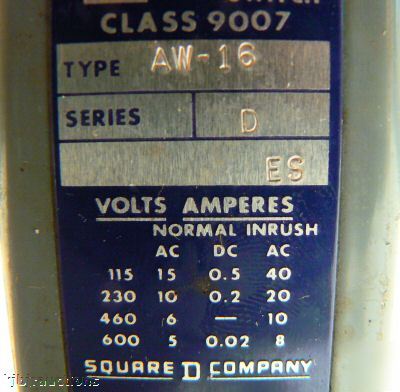 CLASS 9007
TYPE AW-16
SERIES D
ES
VOLTS AMPERES
NORMAL INRUSH
AC DC AC
115 15 0.5 40
230 10 0.2 20
460 6 — 10
600 5 0.02 8
SQUARE D COMPANY